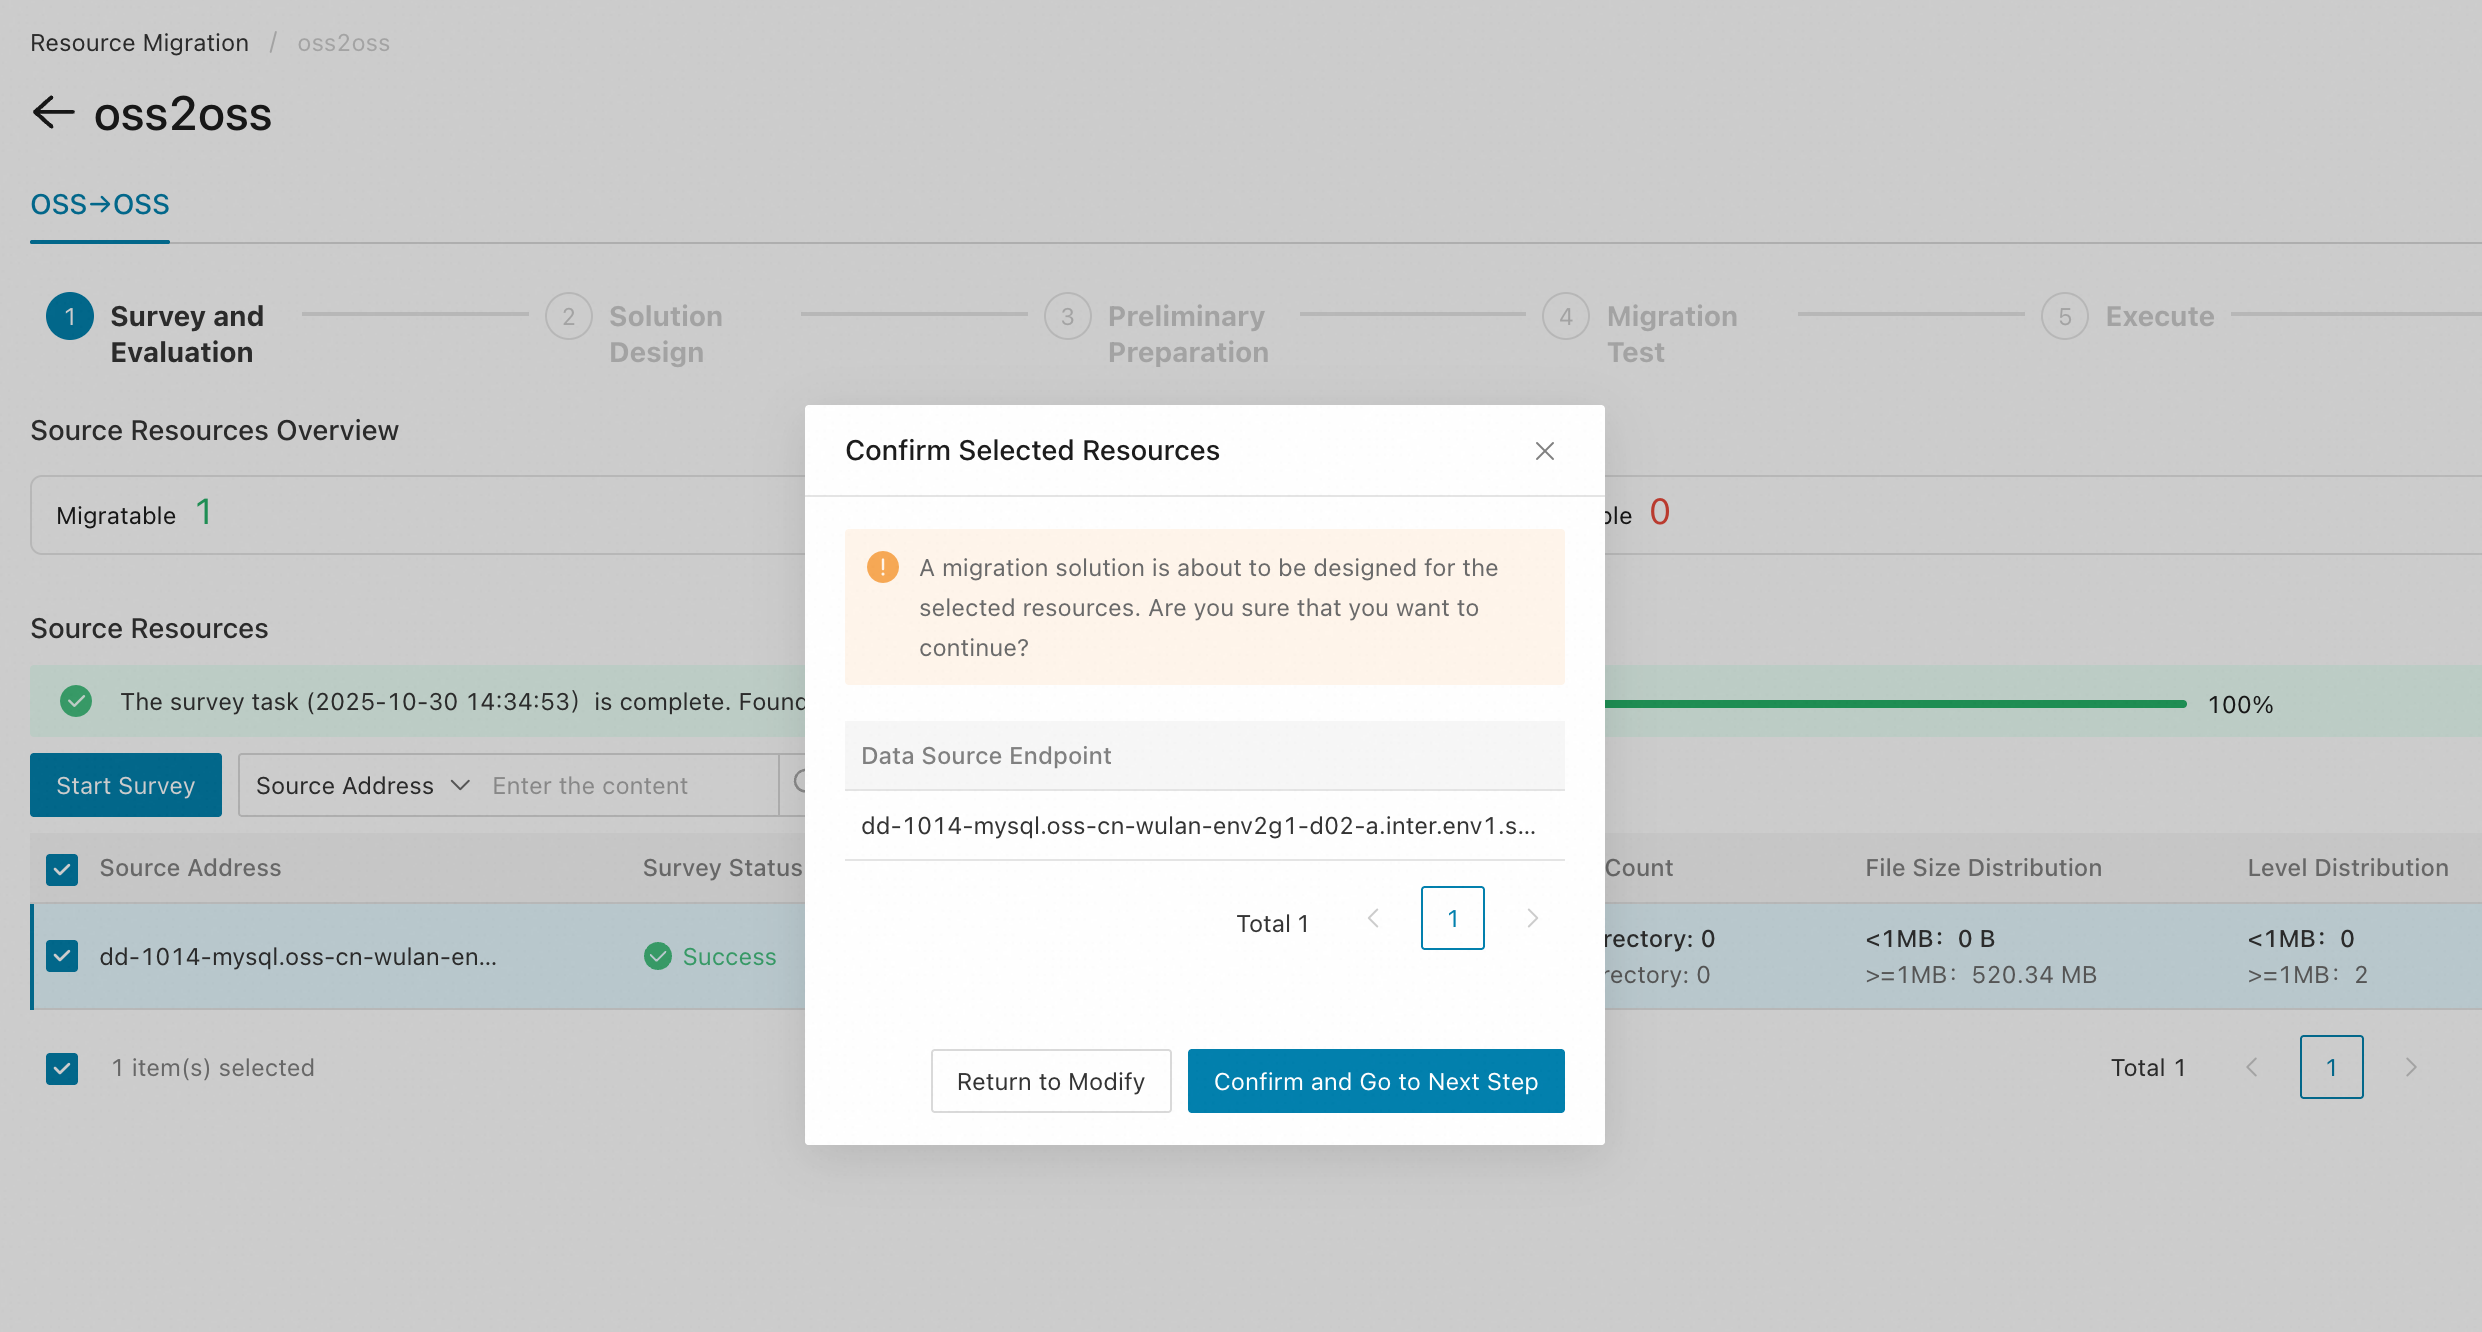 Resource Migration / oss2oss
← oss2oss
OSS→OSS
1 Survey and
Evaluation
2 Solution
Design
3 Preliminary
Preparation
4 Migration
Test
5 Execute
Source Resources Overview
Migratable 1
0
Source Resources
The survey task (2025-10-30 14:34:53) is complete. Found
100%
Start Survey
Source Address
Enter the content
Source Address
Survey Status
Count
File Size Distribution
Level Distribution
dd-1014-mysql.oss-cn-wulan-en...
Success
rectory: 0
rectory: 0
<1MB: 0 B
>=1MB: 520.34 MB
<1MB: 0
>=1MB: 2
1 item(s) selected
Total 1
1
Confirm Selected Resources
A migration solution is about to be designed for the
selected resources. Are you sure that you want to
continue?
Data Source Endpoint
dd-1014-mysql.oss-cn-wulan-env2g1-d02-a.inter.env1.s...
Total 1
1
Return to Modify
Confirm and Go to Next Step